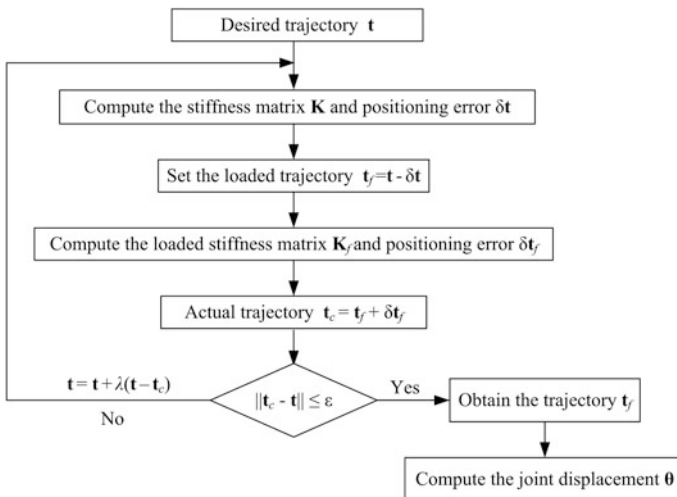 Desired trajectory t
Compute the stiffness matrix K and positioning error δt
Set the loaded trajectory t_f=t - δt
Compute the loaded stiffness matrix K_f and positioning error δt_f
Actual trajectory t_c = t_f + δt_f
t = t + λ(t – t_c)
No
||t_c - t|| ≤ ε
Yes
Obtain the trajectory t_f
Compute the joint displacement θ